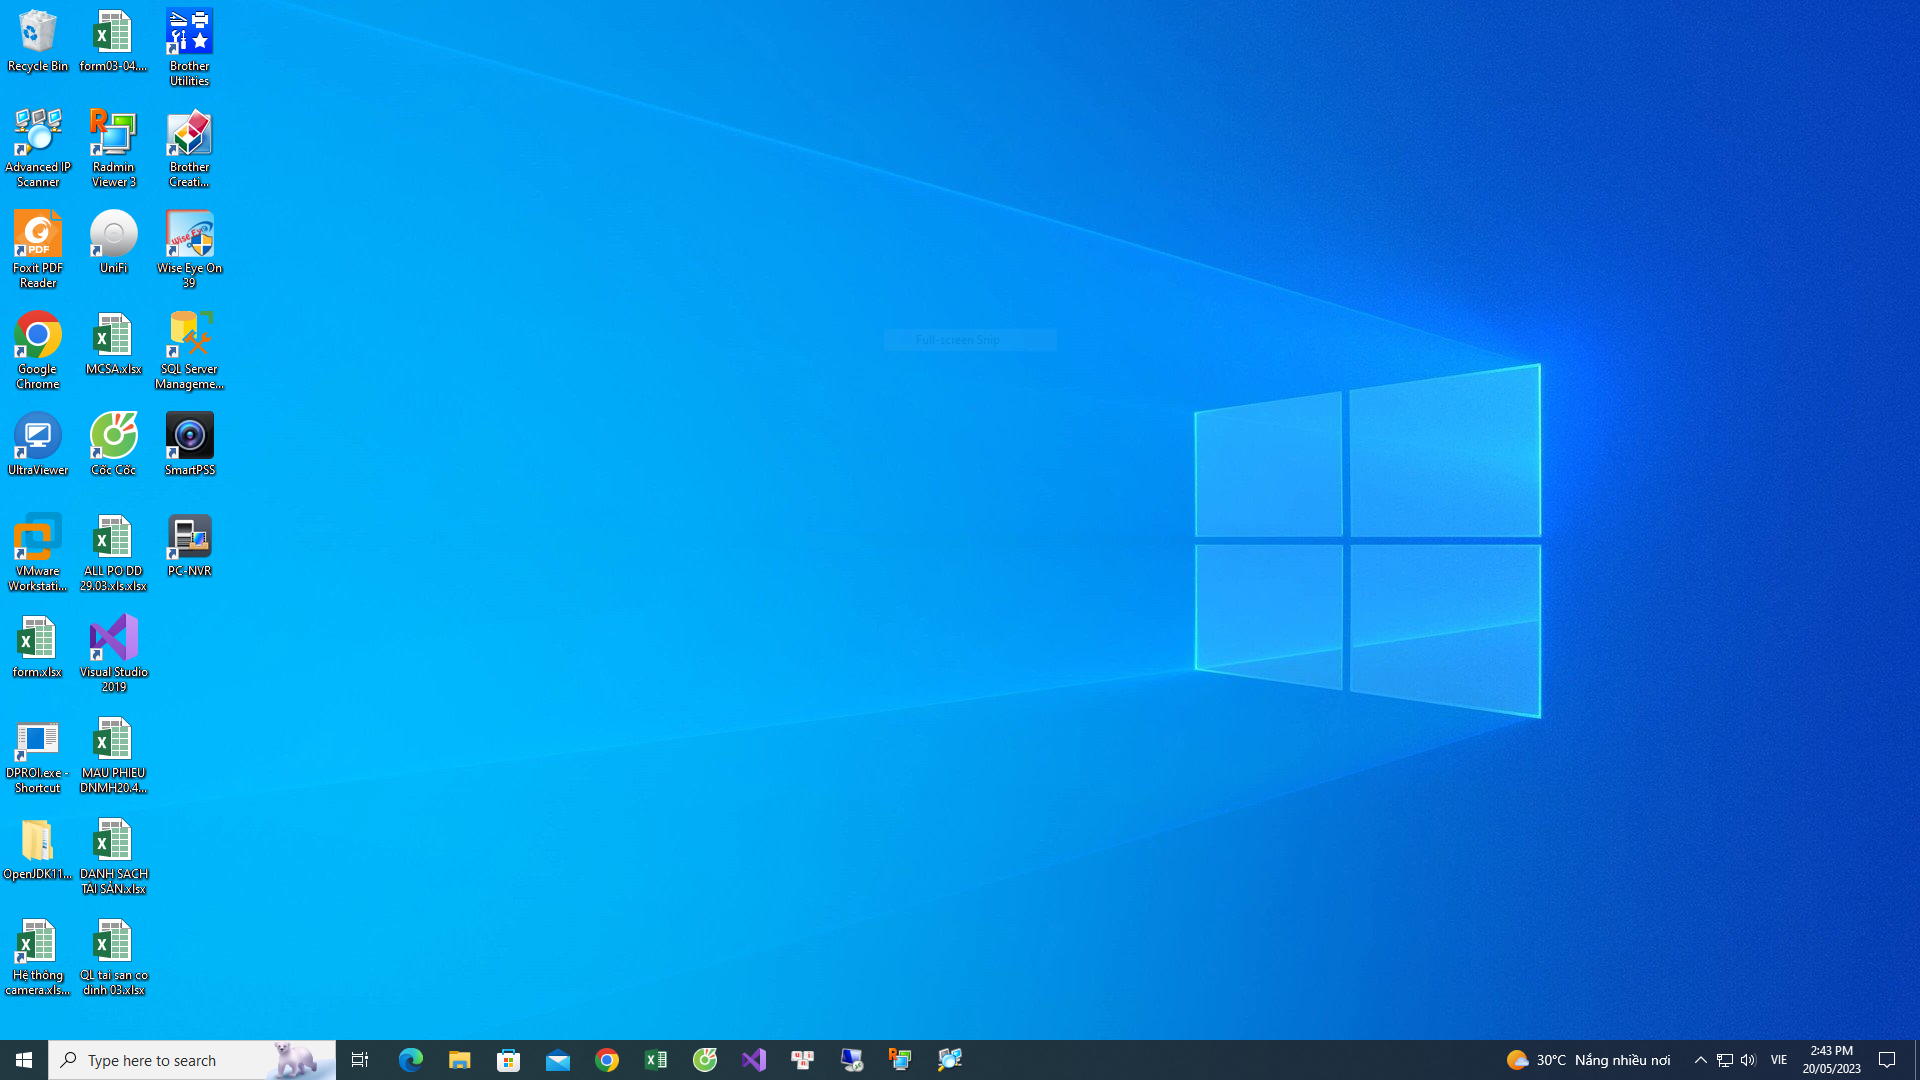 Recycle Bin
form03-04....
Brother
Utilities
Advanced IP
Scanner
Radmin
Viewer 3
Brother
Creati...
Foxit PDF
Reader
UniFi
Wise Eye On
39
Google
Chrome
MCSA.xlsx
SQL Server
Manageme...
UltraViewer
Cốc Cốc
SmartPSS
VMware
Workstati...
ALL PO DD
29.03.xls.xlsx
PC-NVR
form.xlsx
Visual Studio
2019
DPROI.exe -
Shortcut
MAU PHIEU
DNMH20.4...
OpenJDK11...
DANH SACH
TÀI SẢN.xlsx
Hệ thông
camera.xls...
QL tai san co
dinh 03.xlsx
Full-screen Snip
Type here to search
30°C Nắng nhiều nơi
VIE
2:43 PM
20/05/2023